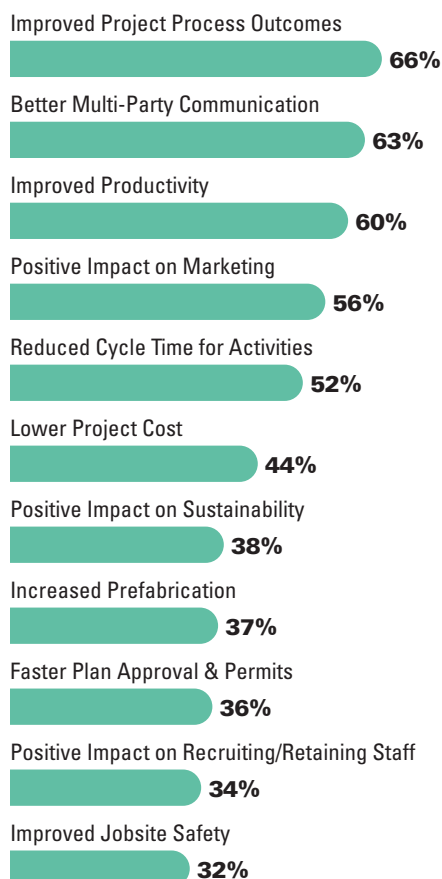 Improved Project Process Outcomes
66%
Better Multi-Party Communication
63%
Improved Productivity
60%
Positive Impact on Marketing
56%
Reduced Cycle Time for Activities
52%
Lower Project Cost
44%
Positive Impact on Sustainability
38%
Increased Prefabrication
37%
Faster Plan Approval & Permits
36%
Positive Impact on Recruiting/Retaining Staff
34%
Improved Jobsite Safety
32%